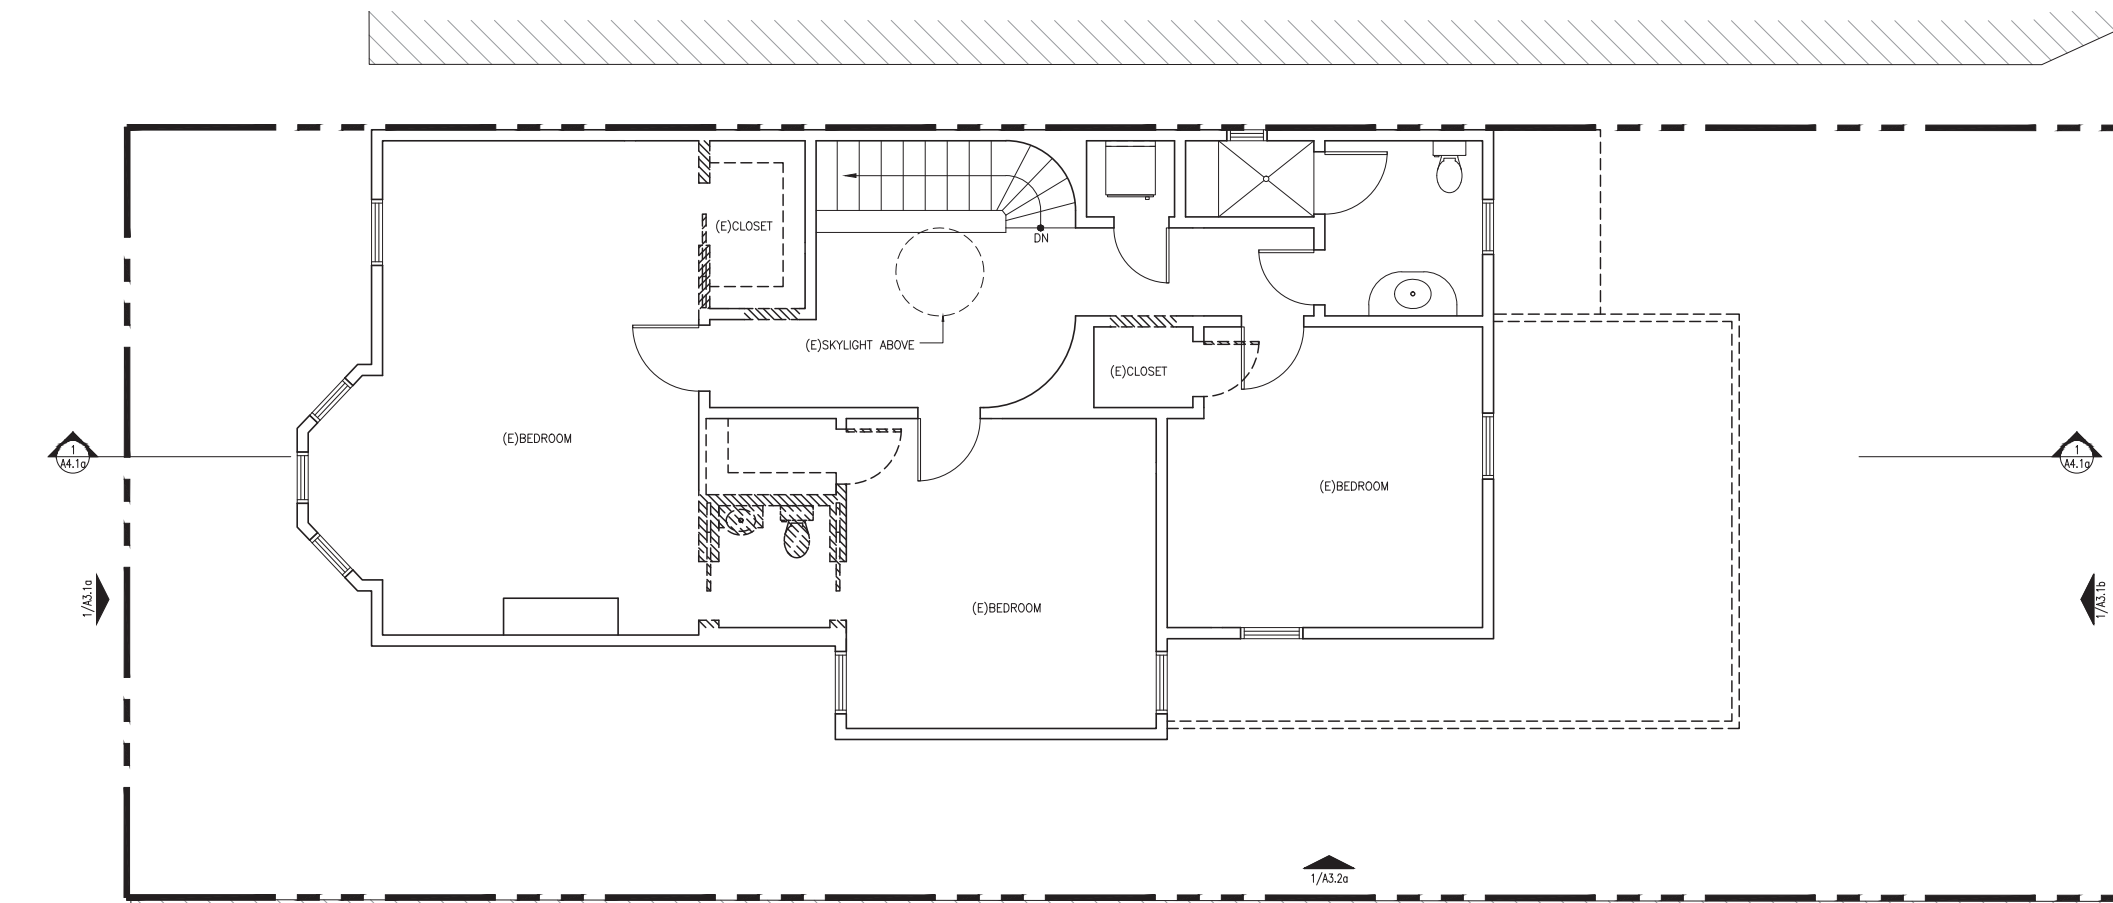 (E)CLOSET
DN
(E)SKYLIGHT ABOVE
(E)CLOSET
(E)BEDROOM
1
A4.1a
1
A4.1a
(E)BEDROOM
1/A3.1a
(E)BEDROOM
1/A3.1b
1/A3.2a